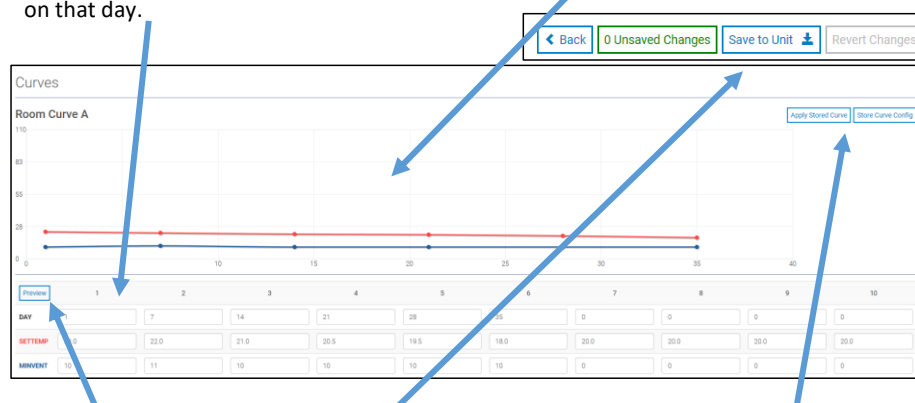 on that day.
Back 0 Unsaved Changes Save to Unit Revert Changes
Curves
Room Curve A
Apply Stored Curve Store Curve Config
110
83
55
28
0
0 10 15 20 25 30 35 40
Preview 1 2 3 4 5 6 7 8 9 10
DAY 1 7 14 21 28 35 0 0 0 0
SETTEMP 22.0 21.0 20.5 19.5 18.0 20.0 20.0 20.0 20.0
MINVENT 10 11 10 10 10 10 0 0 0 0